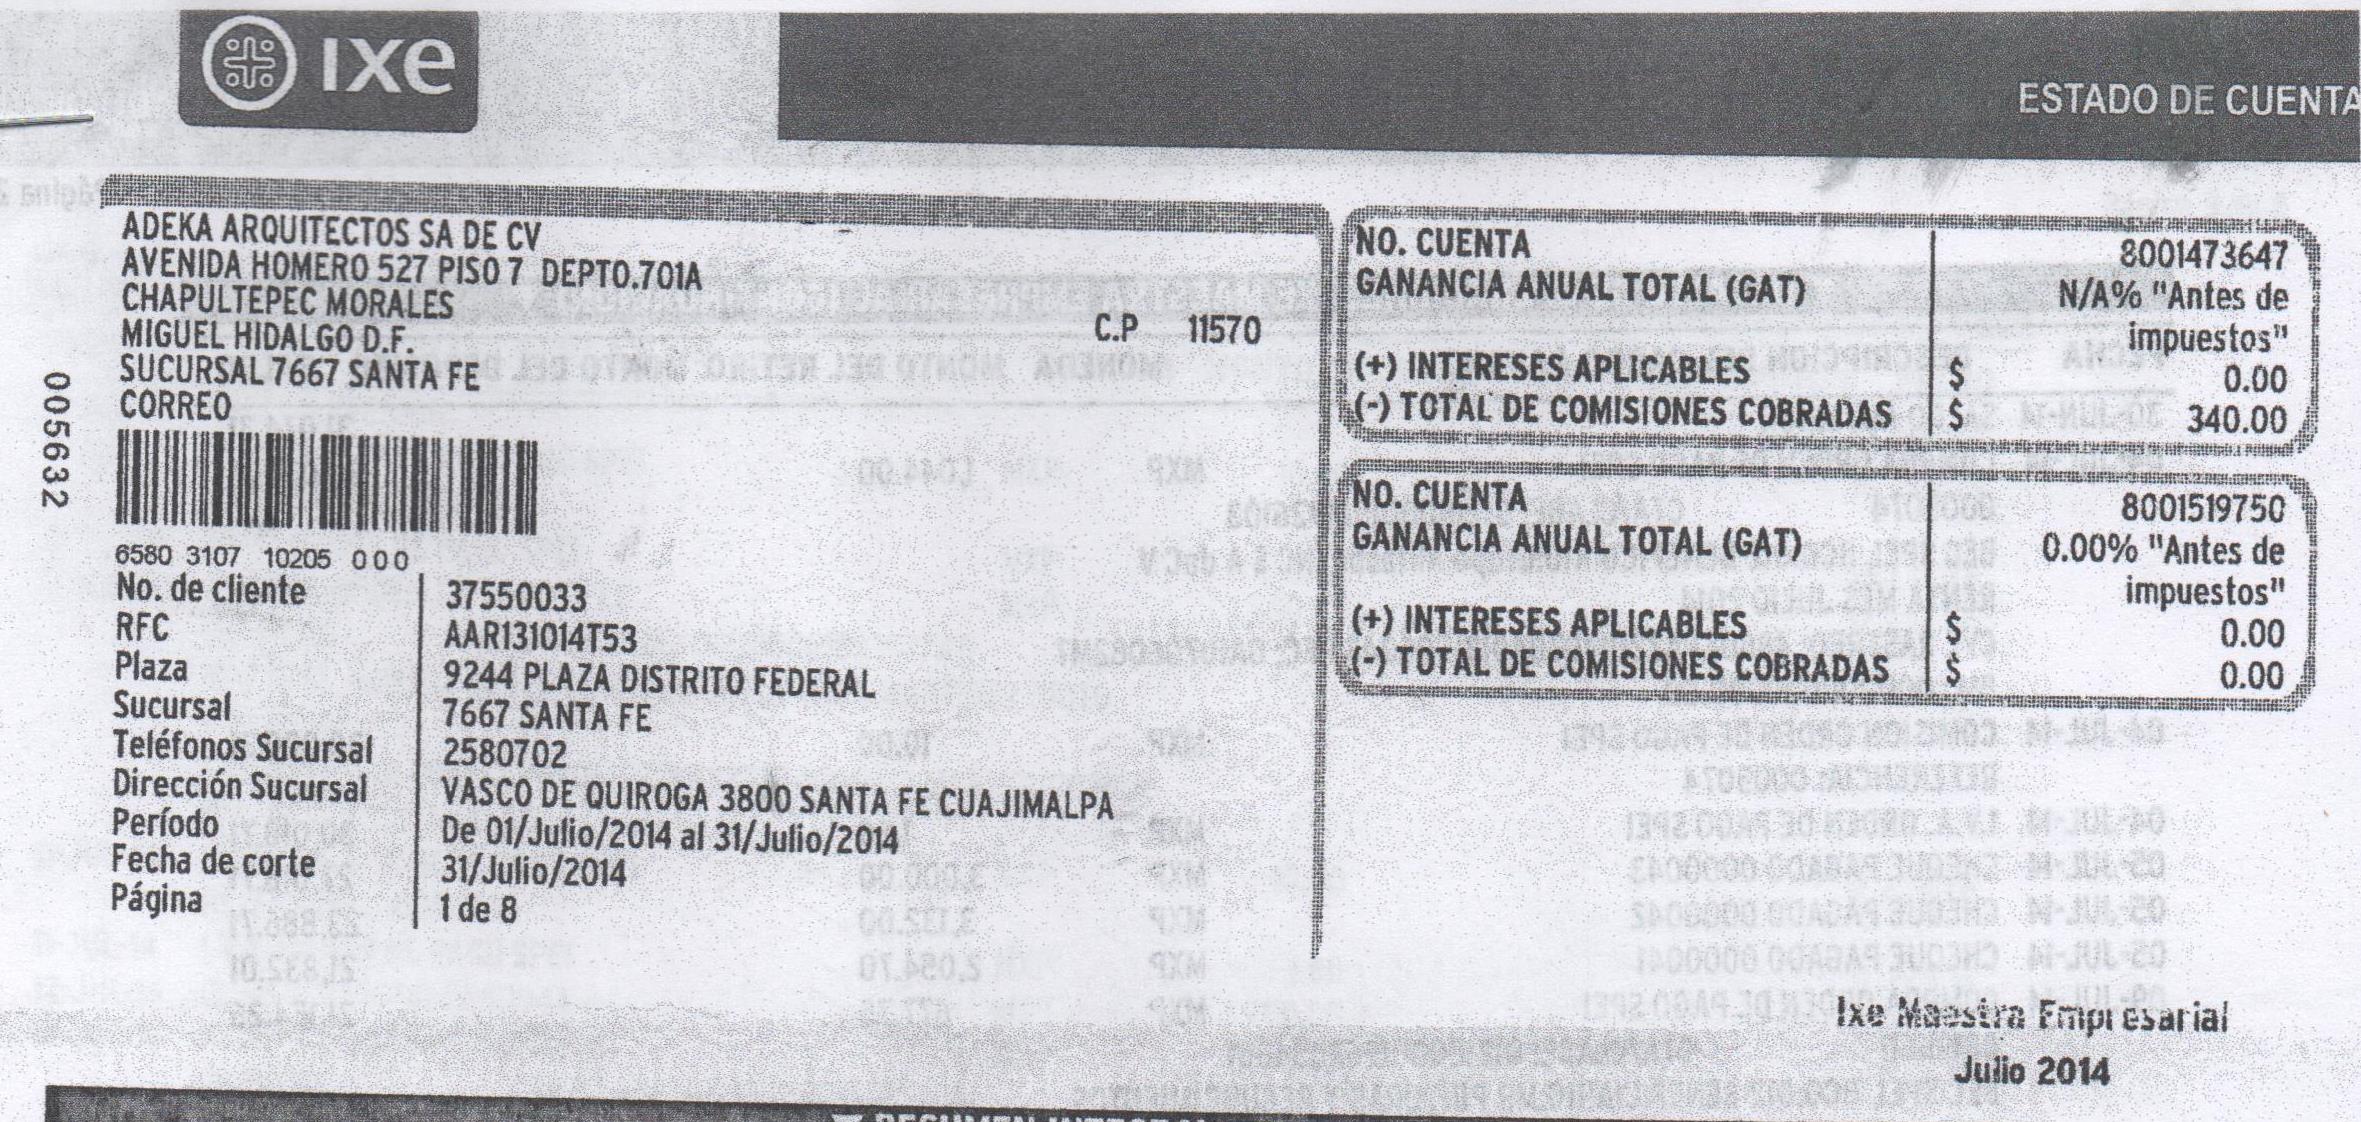 ixe
ESTADO DE CUENTA
ADEKA ARQUITECTOS SA DE CV
AVENIDA HOMERO 527 PISO 7 DEPTO.701A
CHAPULTEPEC MORALES
MIGUEL HIDALGO D.F.
C.P 11570
SUCURSAL 7667 SANTA FE
CORREO
005632
6580 3107 10205 0 0 0
No. de cliente 37550033
RFC AAR131014T53
Plaza 9244 PLAZA DISTRITO FEDERAL
Sucursal 7667 SANTA FE
Teléfonos Sucursal 2580702
Dirección Sucursal VASCO DE QUIROGA 3800 SANTA FE CUAJIMALPA
Período De 01/Julio/2014 al 31/Julio/2014
Fecha de corte 31/Julio/2014
Página 1 de 8
NO. CUENTA 8001473647
GANANCIA ANUAL TOTAL (GAT) N/A% "Antes de
impuestos"
(+) INTERESES APLICABLES $ 0.00
(-) TOTAL DE COMISIONES COBRADAS $ 340.00
NO. CUENTA 8001519750
GANANCIA ANUAL TOTAL (GAT) 0.00% "Antes de
impuestos"
(+) INTERESES APLICABLES $ 0.00
(-) TOTAL DE COMISIONES COBRADAS $ 0.00
Ixe Maestra Empresarial
Julio 2014
RESUMEN INTEGRAL